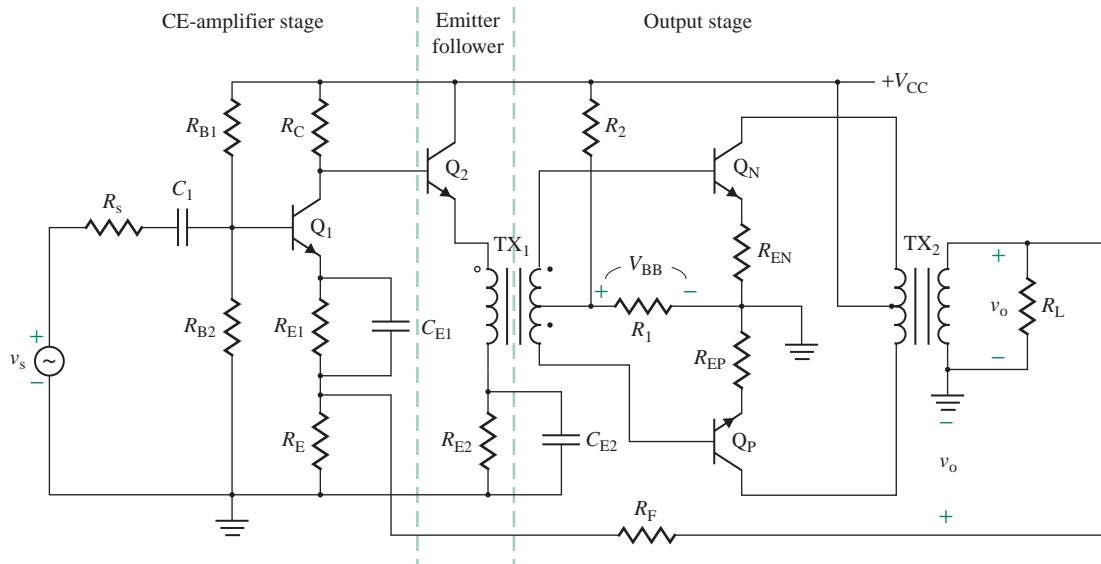 CE-amplifier stage
Emitter
follower
Output stage
+V_CC
R_B1
R_C
R_2
Q_N
Q_2
C_1
R_s
Q_1
TX_1
R_EN
TX_2
+
V_BB
+ −
R_B2
R_E1
C_E1
R_1
v_o
R_L
+
v_s
~
−
R_EP
−
R_E
R_E2
C_E2
Q_P
−
v_o
R_F
+